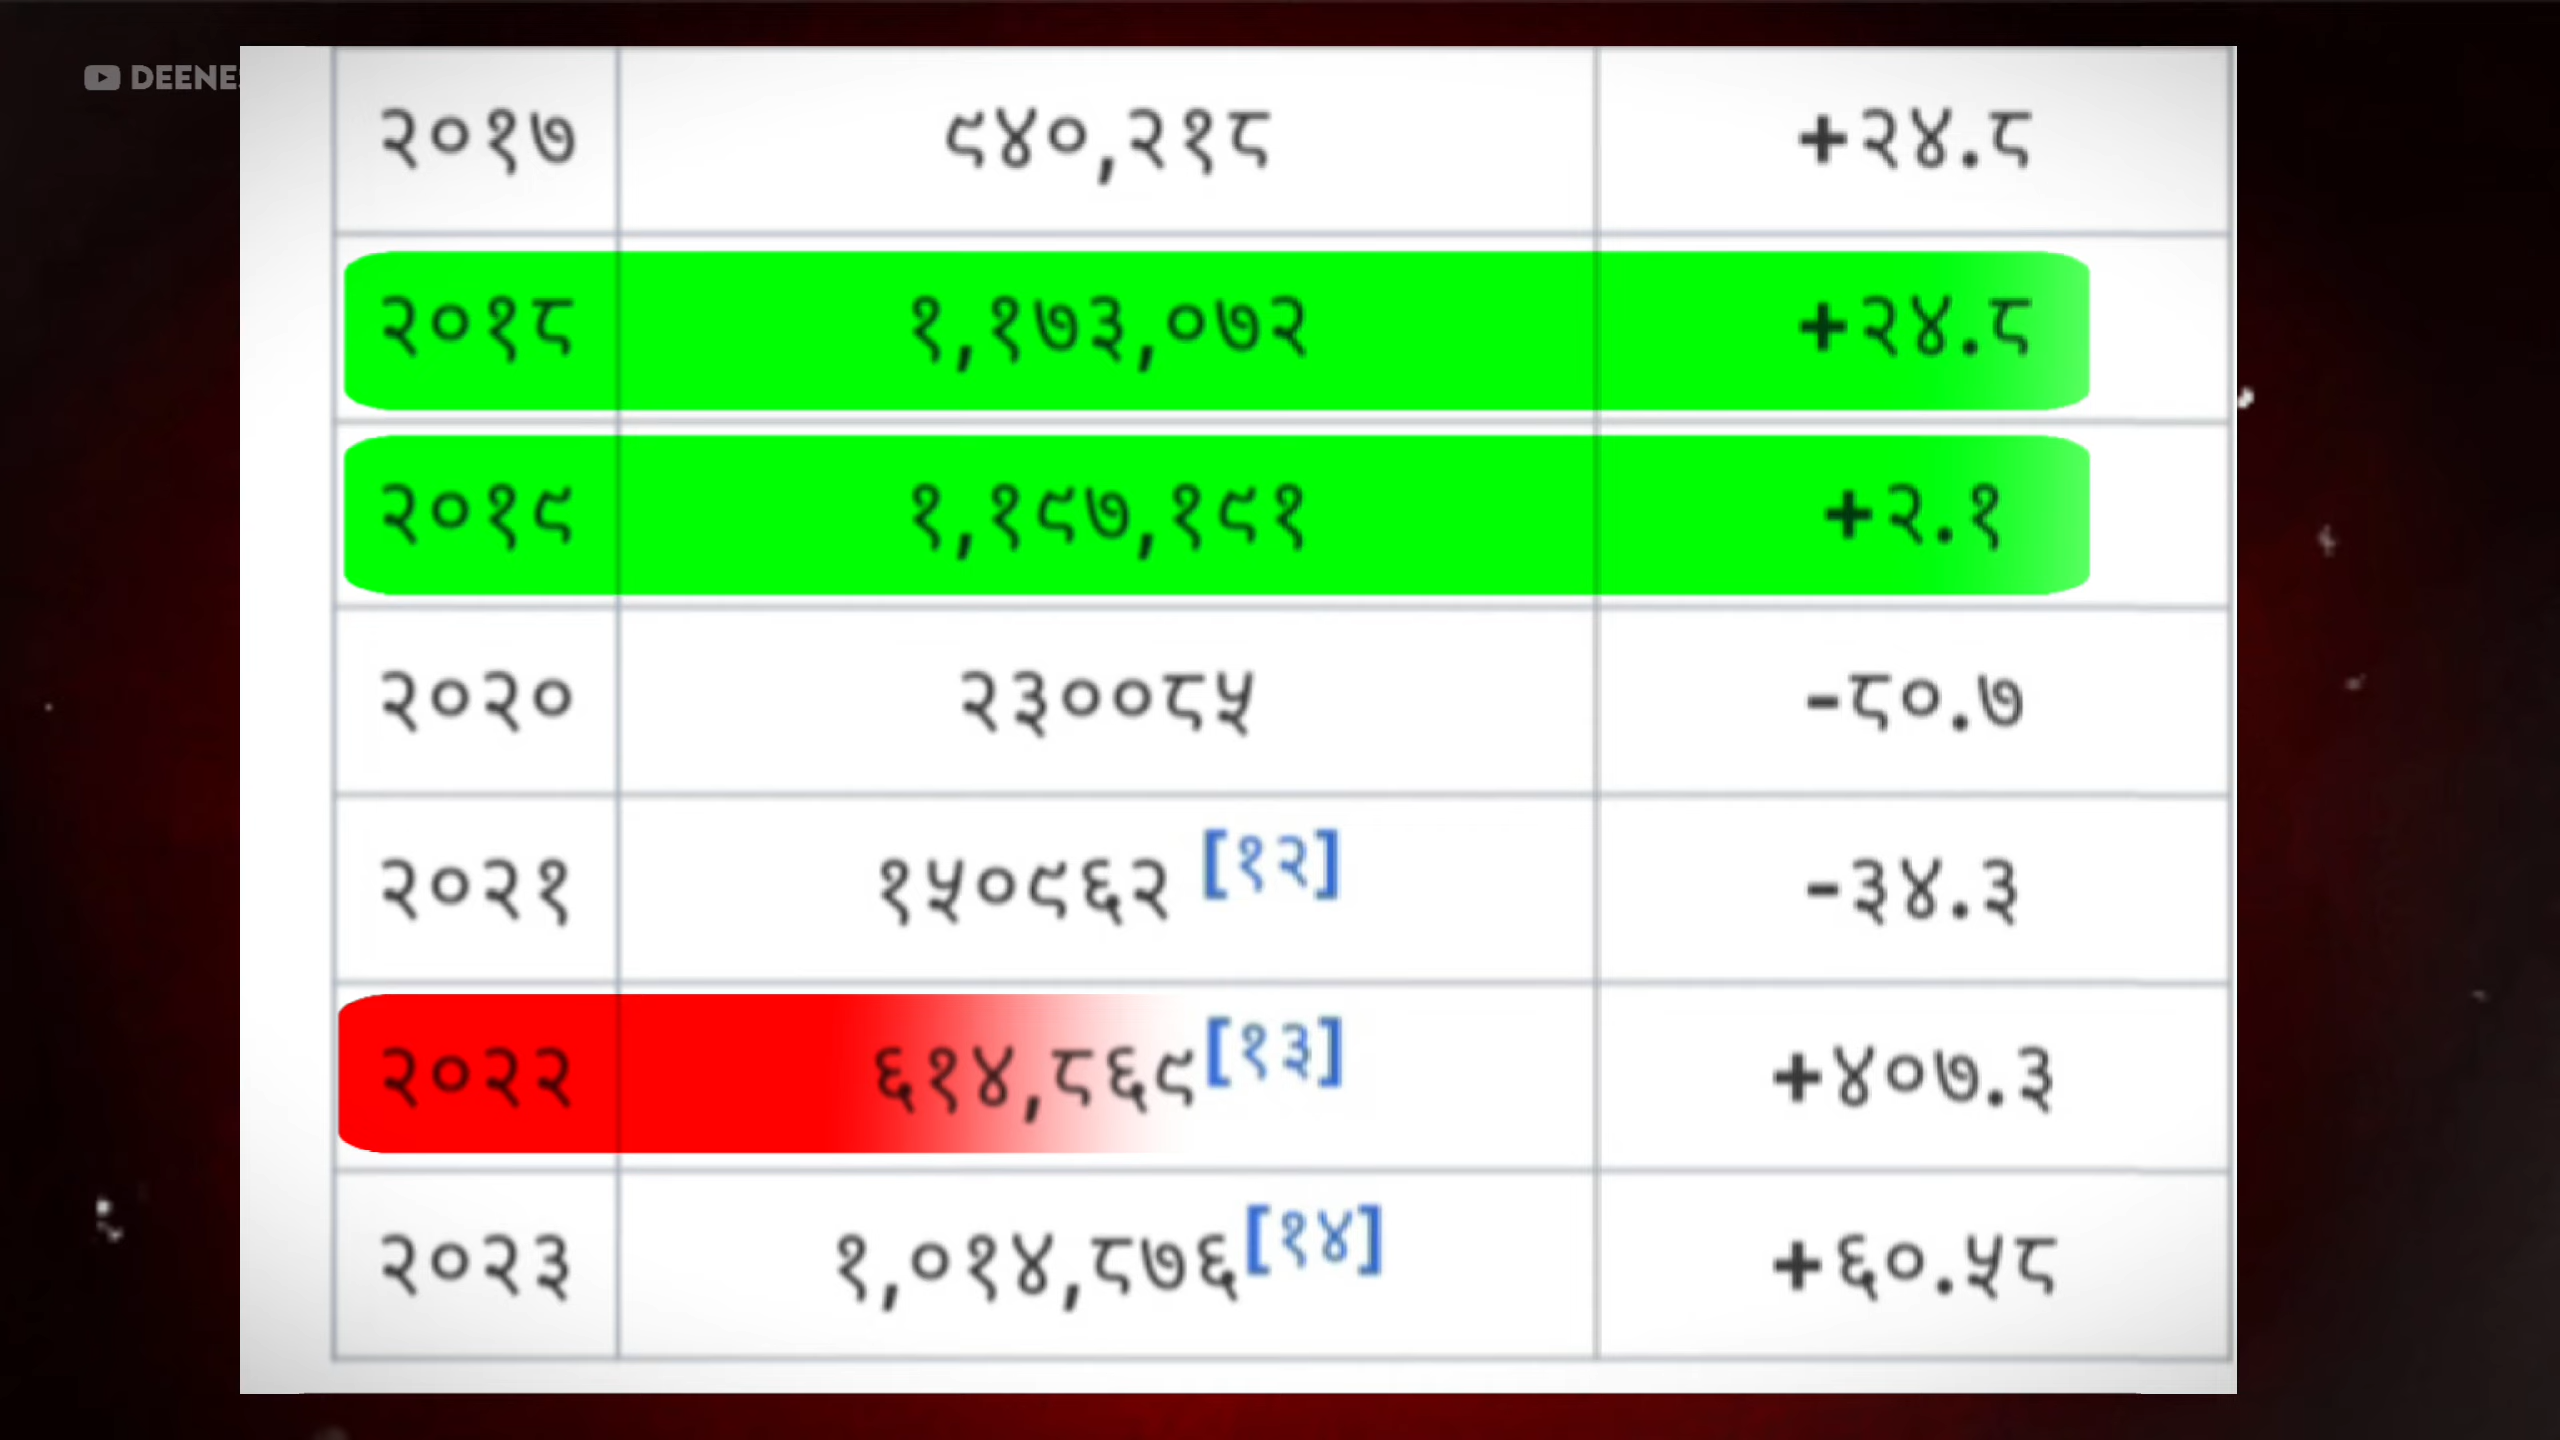 DEENE
२०१७ ९४०,२१८ +२४.८
२०१८ १,१७३,०७२ +२४.८
२०१९ १,१९७,१९१ +२.१
२०२० २३००८५ -८०.७
२०२१ १५०९६२ [१२] -३४.३
२०२२ ६१४,८६९[१३] +४०७.३
२०२३ १,०१४,८७६[१४] +६०.५८